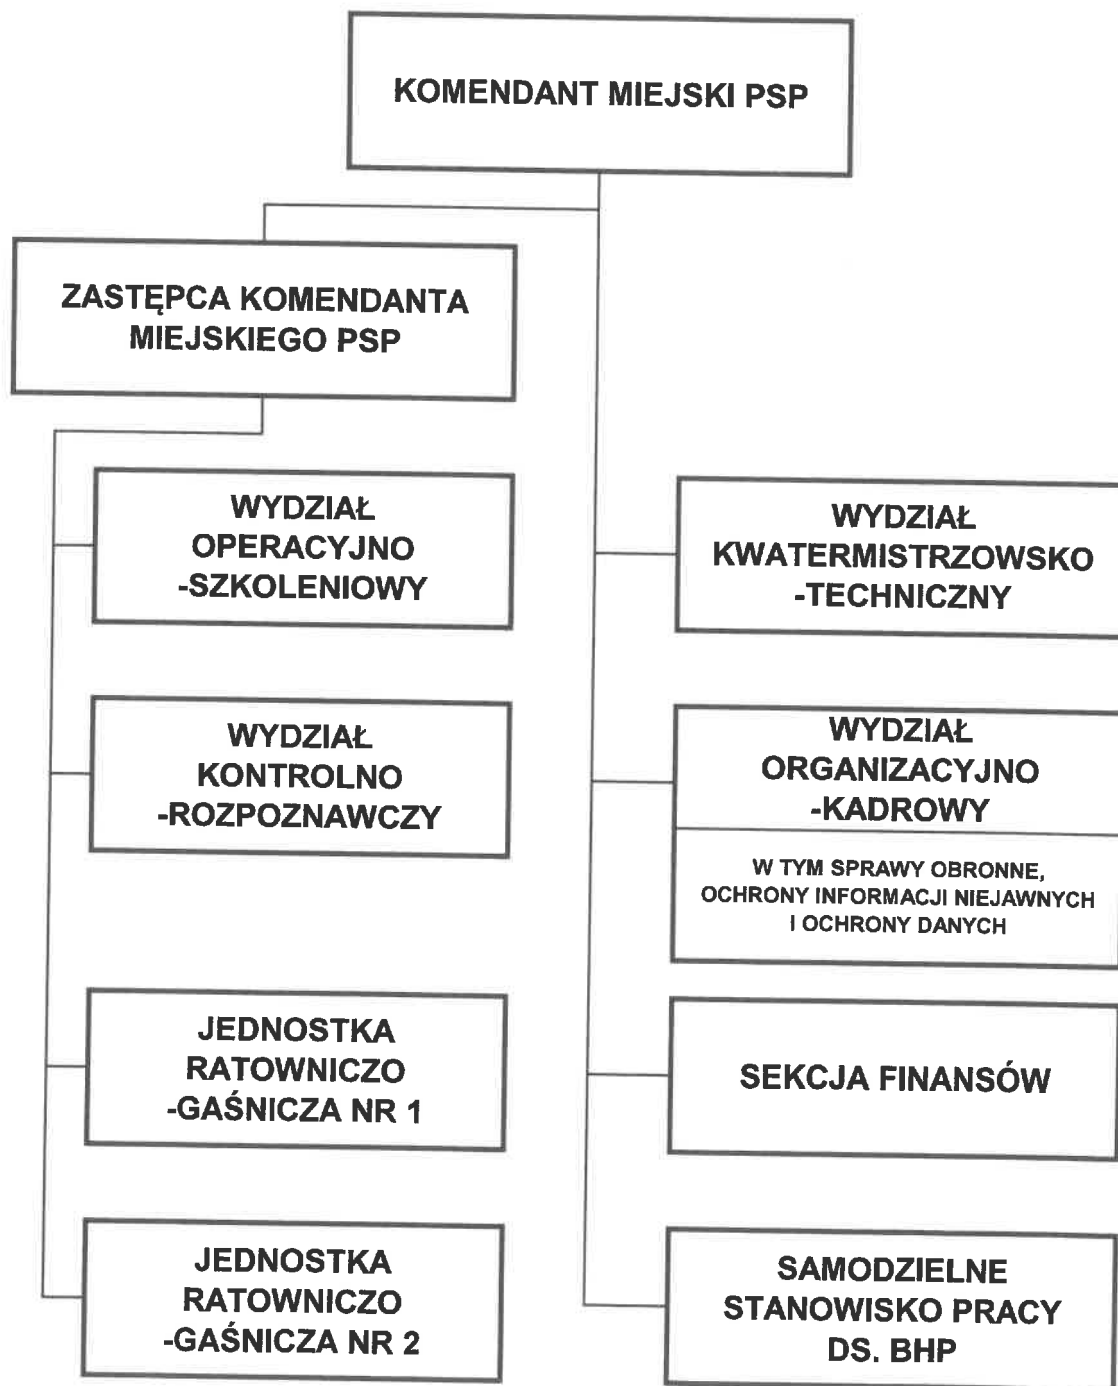 KOMENDANT MIEJSKI PSP
ZASTĘPCA KOMENDANTA
MIEJSKIEGO PSP
WYDZIAŁ
OPERACYJNO
-SZKOLENIOWY
WYDZIAŁ
KONTROLNO
-ROZPOZNAWCZY
JEDNOSTKA
RATOWNICZO
-GAŚNICZA NR 1
JEDNOSTKA
RATOWNICZO
-GAŚNICZA NR 2
WYDZIAŁ
KWATERMISTRZOWSKO
-TECHNICZNY
WYDZIAŁ
ORGANIZACYJNO
-KADROWY
W TYM SPRAWY OBRONNE,
OCHRONY INFORMACJI NIEJAWNYCH
I OCHRONY DANYCH
SEKCJA FINANSÓW
SAMODZIELNE
STANOWISKO PRACY
DS. BHP